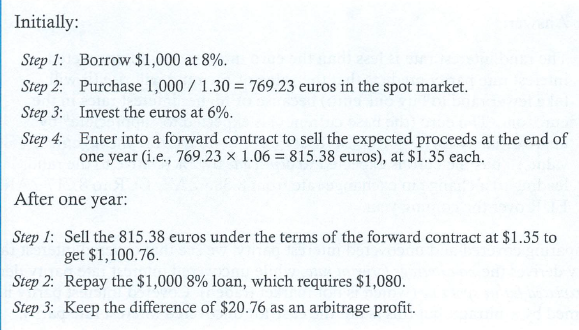 Initially:
Step 1: Borrow $1,000 at 8%.
Step 2: Purchase 1,000 / 1.30 = 769.23 euros in the spot market.
Step 3: Invest the euros at 6%.
Step 4: Enter into a forward contract to sell the expected proceeds at the end of
one year (i.e., 769.23 × 1.06 = 815.38 euros), at $1.35 each.
After one year:
Step 1: Sell the 815.38 euros under the terms of the forward contract at $1.35 to
get $1,100.76.
Step 2: Repay the $1,000 8% loan, which requires $1,080.
Step 3: Keep the difference of $20.76 as an arbitrage profit.